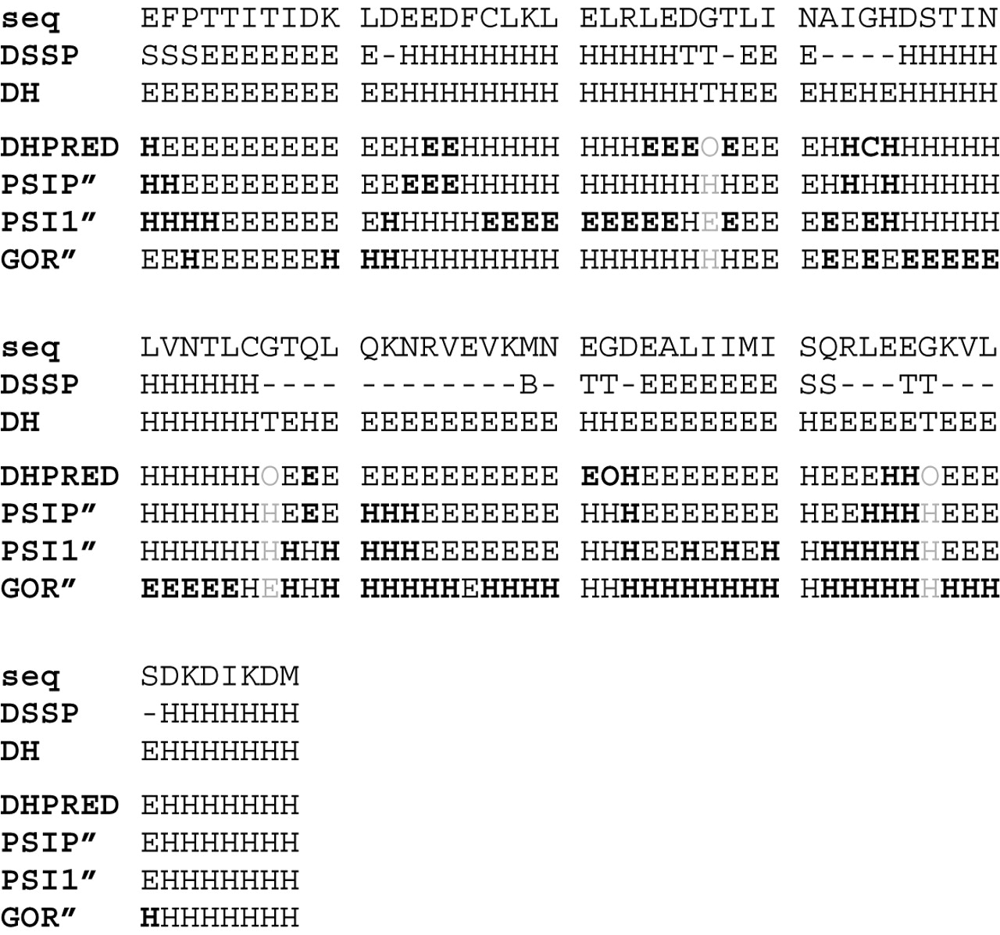 seq EFPTTITIDK LDEEDFCLKL ELRLEDGTLI NAIGHDSTIN
DSSP SSSEEEEEEE E-HHHHHHHH HHHHHTT-EE E----HHHHH
DH EEEEEEEEEE EEHHHHHHHH HHHHHHTHEE EHEHEHHHHH
DHPRED HEEEEEEEEE EEHEEHHHHH HHHEEEOEEE EHHCHHHHHH
PSIP″ HHEEEEEEEE EEEEEHHHHH HHHHHHHHEE EHHHHHHHHH
PSI1″ HHHHEEEEEE EHHHHHEEEE EEEEEHEEEE EEEEHHHHHH
GOR″ EEHEEEEEEH HHHHHHHHHH HHHHHHHHEE EEEEEEEEEE
seq LVNTLCGTQL QKNRVEVKMN EGDEALIIMI SQRLEEGKVL
DSSP HHHHHH---- --------B- TT-EEEEEEE SS---TT---
DH HHHHHHTEHE EEEEEEEEEE HHEEEEEEEE HEEEEETEEE
DHPRED HHHHHHOEEE EEEEEEEEEE EOHEEEEEEE HEEEHHOEEE
PSIP″ HHHHHHHEEE HHHEEEEEEE HHHEEEEEEE HEEHHHHEEE
PSI1″ HHHHHHHHHH HHHEEEEEEE HHHEEHEHEH HHHHHHHEEE
GOR″ EEEEEHEHHH HHHHHEHHHH HHHHHHHHHH HHHHHHHHHH
seq SDKDIKDM
DSSP -HHHHHHH
DH EHHHHHHH
DHPRED EHHHHHHH
PSIP″ EHHHHHHH
PSI1″ EHHHHHHH
GOR″ HHHHHHHH